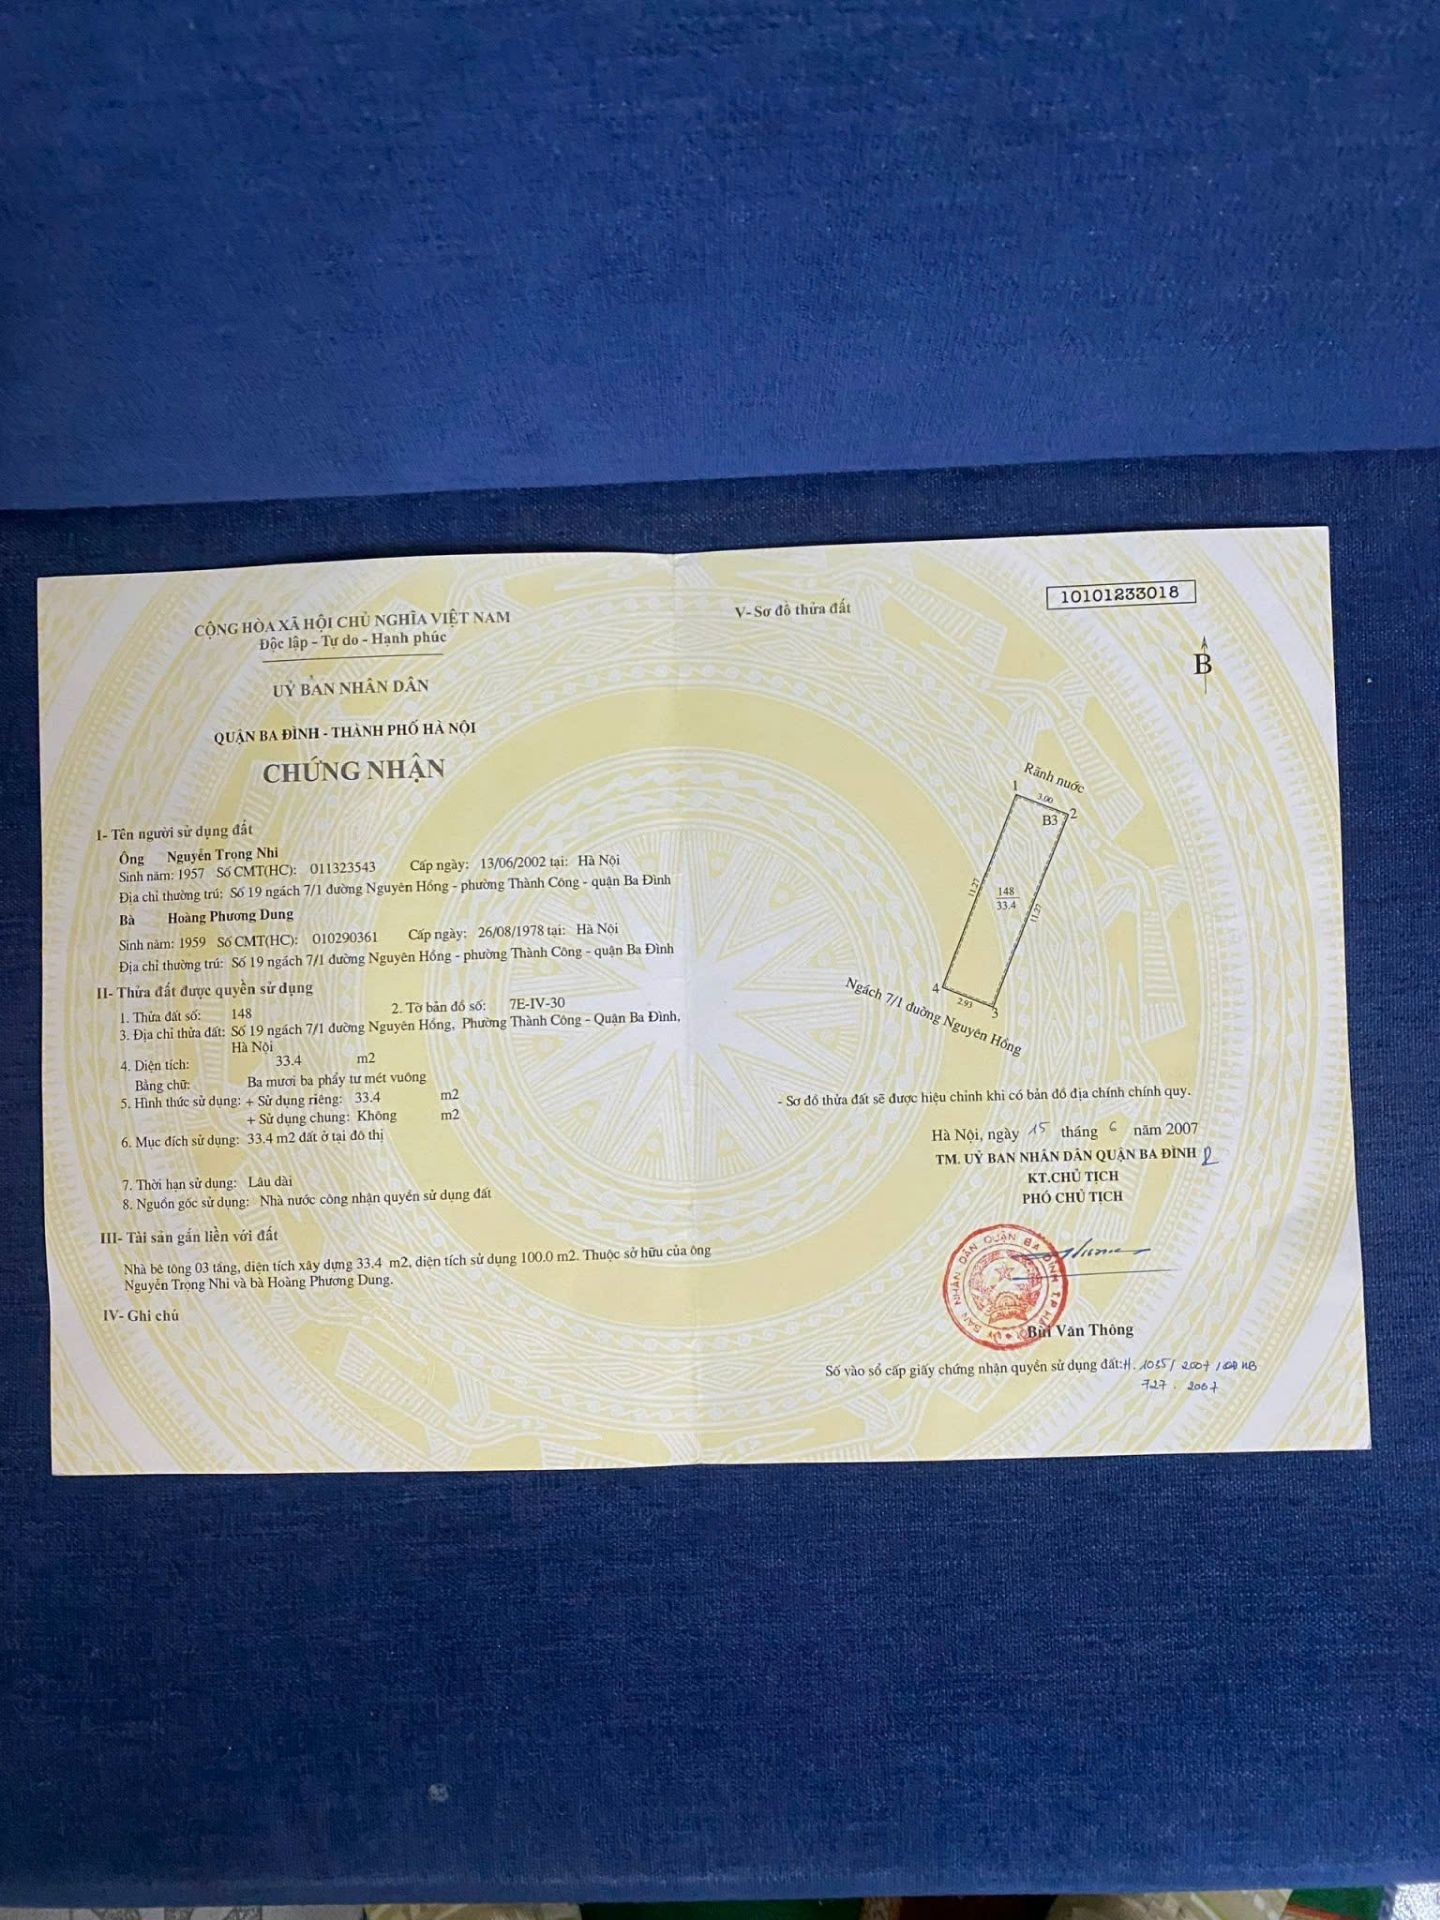 CỘNG HÒA XÃ HỘI CHỦ NGHĨA VIỆT NAM
Độc lập - Tự do - Hạnh phúc
UỶ BAN NHÂN DÂN
QUẬN BA ĐÌNH - THÀNH PHỐ HÀ NỘI
CHỨNG NHẬN
I- Tên người sử dụng đất
Ông Nguyễn Trọng Nhi
Sinh năm: 1957 Số CMT(HC): 011323543 Cấp ngày: 13/06/2002 tại: Hà Nội
Địa chỉ thường trú: Số 19 ngách 7/1 đường Nguyên Hồng - phường Thành Công - quận Ba Đình
Bà Hoàng Phương Dung
Sinh năm: 1959 Số CMT(HC): 010290361 Cấp ngày: 26/08/1978 tại: Hà Nội
Địa chỉ thường trú: Số 19 ngách 7/1 đường Nguyên Hồng - phường Thành Công - quận Ba Đình
II- Thửa đất được quyền sử dụng
1. Thửa đất số: 148 2. Tờ bản đồ số: 7E-IV-30
3. Địa chỉ thửa đất: Số 19 ngách 7/1 đường Nguyên Hồng, Phường Thành Công - Quận Ba Đình,
Hà Nội
4. Diện tích: 33.4 m2
Bằng chữ: Ba mươi ba phẩy tư mét vuông
5. Hình thức sử dụng: + Sử dụng riêng: 33.4 m2
+ Sử dụng chung: Không m2
6. Mục đích sử dụng: 33.4 m2 đất ở tại đô thị
7. Thời hạn sử dụng: Lâu dài
8. Nguồn gốc sử dụng: Nhà nước công nhận quyền sử dụng đất
III- Tài sản gắn liền với đất
Nhà bê tông 03 tầng, diện tích xây dựng 33.4 m2, diện tích sử dụng 100.0 m2. Thuộc sở hữu của ông
Nguyễn Trọng Nhi và bà Hoàng Phương Dung.
IV- Ghi chú
V- Sơ đồ thửa đất
10101233018
B
Rãnh nước
1
3.00
2
B3
11.27
148
33.4
11.27
4
2.93
3
Ngách 7/1 đường Nguyên Hồng
- Sơ đồ thửa đất sẽ được hiệu chỉnh khi có bản đồ địa chính chính quy.
Hà Nội, ngày 15 tháng 6 năm 2007
TM. UỶ BAN NHÂN DÂN QUẬN BA ĐÌNH
KT.CHỦ TỊCH
PHÓ CHỦ TỊCH
ỦY BAN NHÂN DÂN QUẬN BA ĐÌNH T.P HÀ NỘI
Bùi Văn Thông
Số vào sổ cấp giấy chứng nhận quyền sử dụng đất: H. 1035/ 2007
727. 2007